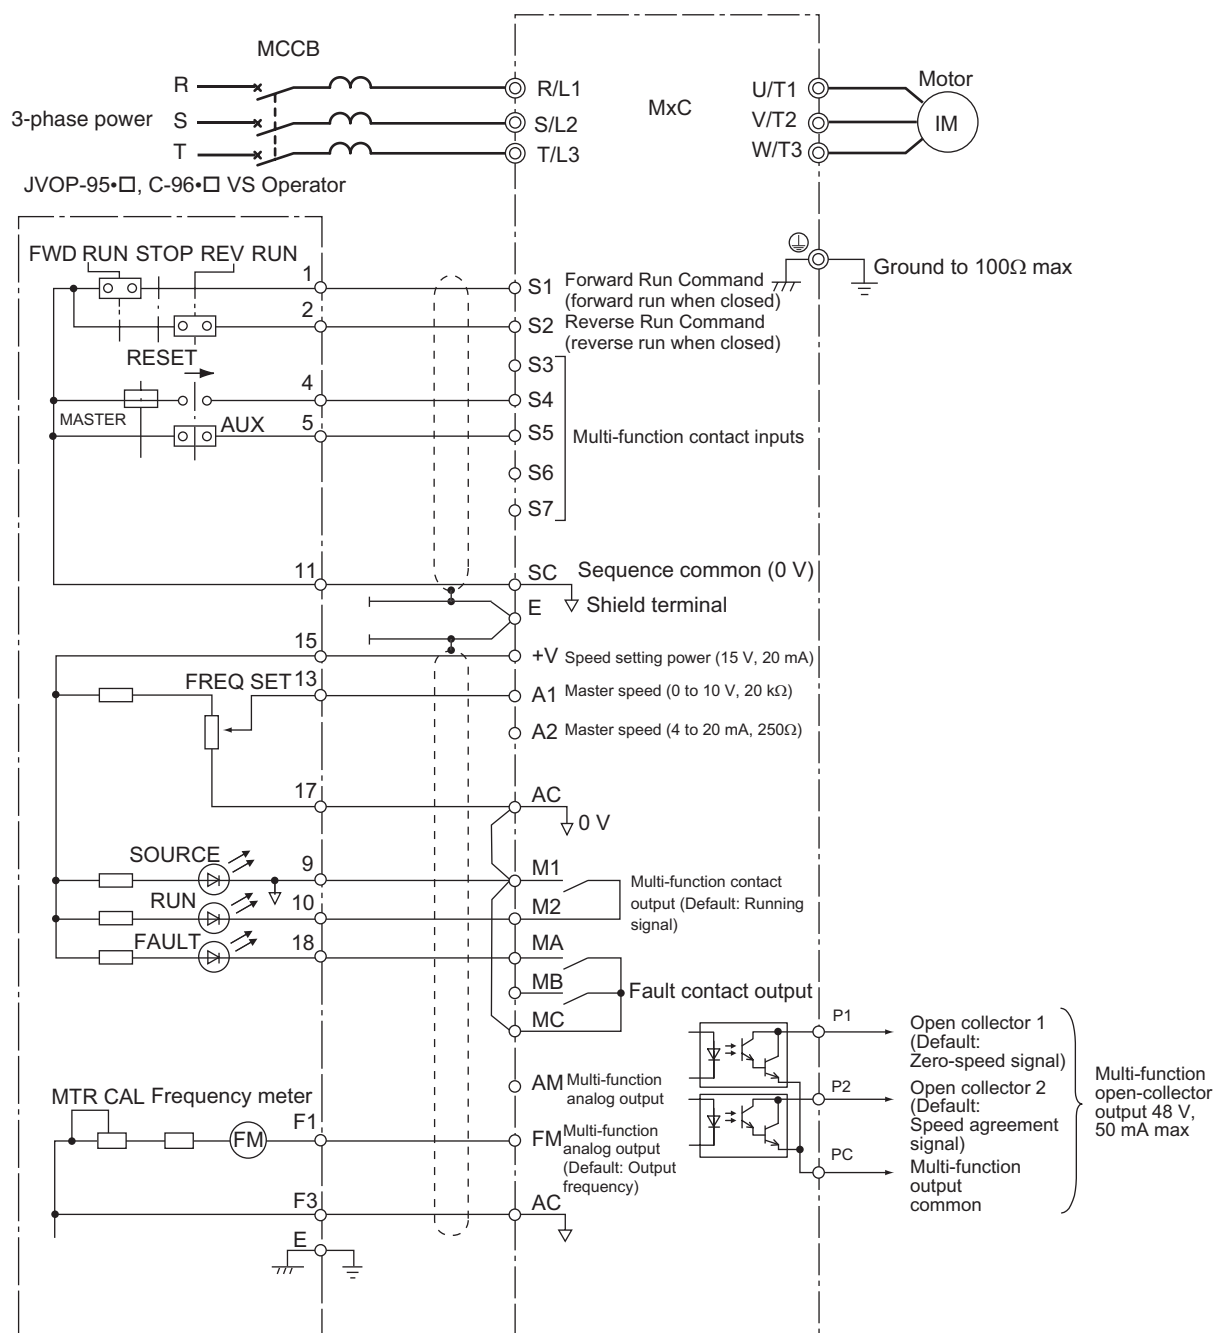 MCCB
R
R/L1
U/T1
Motor
3-phase power
S
S/L2
MxC
V/T2
IM
T
T/L3
W/T3
JVOP-95•□, C-96•□ VS Operator
FWD RUN STOP REV RUN
1
S1
Forward Run Command
(forward run when closed)
Ground to 100Ω max
2
S2
Reverse Run Command
(reverse run when closed)
RESET
S3
4
S4
MASTER
AUX
5
S5
Multi-function contact inputs
S6
S7
11
SC
Sequence common (0 V)
E
Shield terminal
15
+V
Speed setting power (15 V, 20 mA)
FREQ SET
13
A1
Master speed (0 to 10 V, 20 kΩ)
A2
Master speed (4 to 20 mA, 250Ω)
17
AC
0 V
SOURCE
9
M1
Multi-function contact
output (Default: Running
signal)
RUN
10
M2
FAULT
18
MA
MB
Fault contact output
MC
P1
Open collector 1
(Default:
Zero-speed signal)
AM
Multi-function
analog output
P2
Open collector 2
(Default:
Speed agreement
signal)
Multi-function
open-collector
output 48 V,
50 mA max
MTR CAL
Frequency meter
FM
F1
FM
Multi-function
analog output
(Default: Output
frequency)
PC
Multi-function
output
common
F3
AC
E